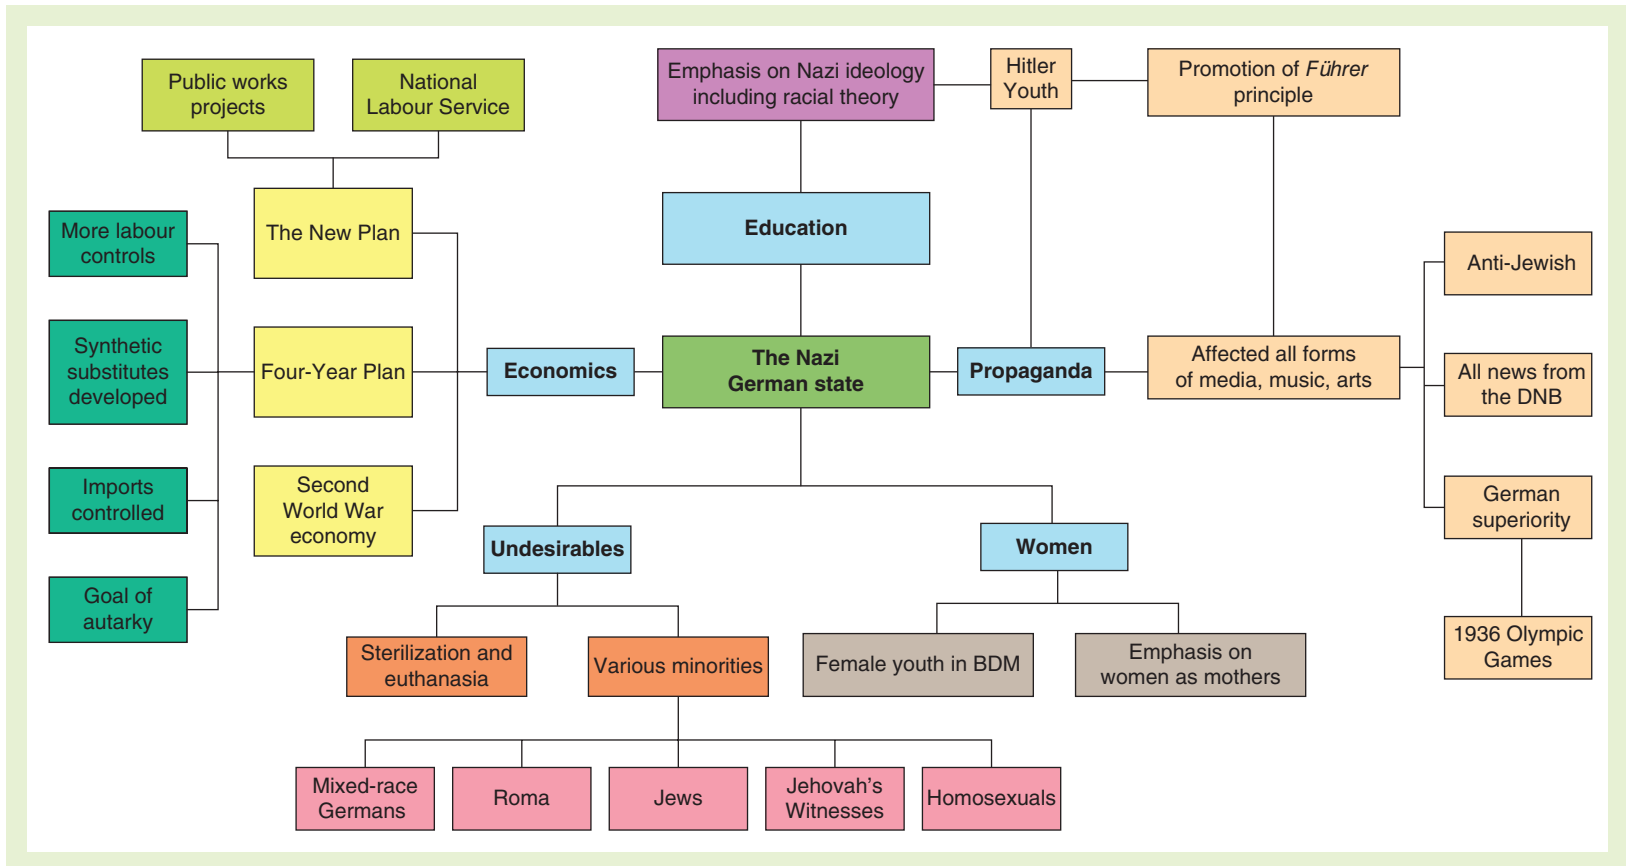 Public works
projects
National
Labour Service
Emphasis on Nazi ideology
including racial theory
Hitler
Youth
Promotion of Führer
principle
More labour
controls
The New Plan
Education
Anti-Jewish
Synthetic
substitutes
developed
Four-Year Plan
Economics
The Nazi
German state
Propaganda
Affected all forms
of media, music, arts
All news from
the DNB
Imports
controlled
Second
World War
economy
German
superiority
Undesirables
Women
Goal of
autarky
Sterilization and
euthanasia
Various minorities
Female youth in BDM
Emphasis on
women as mothers
1936 Olympic
Games
Mixed-race
Germans
Roma
Jews
Jehovah's
Witnesses
Homosexuals